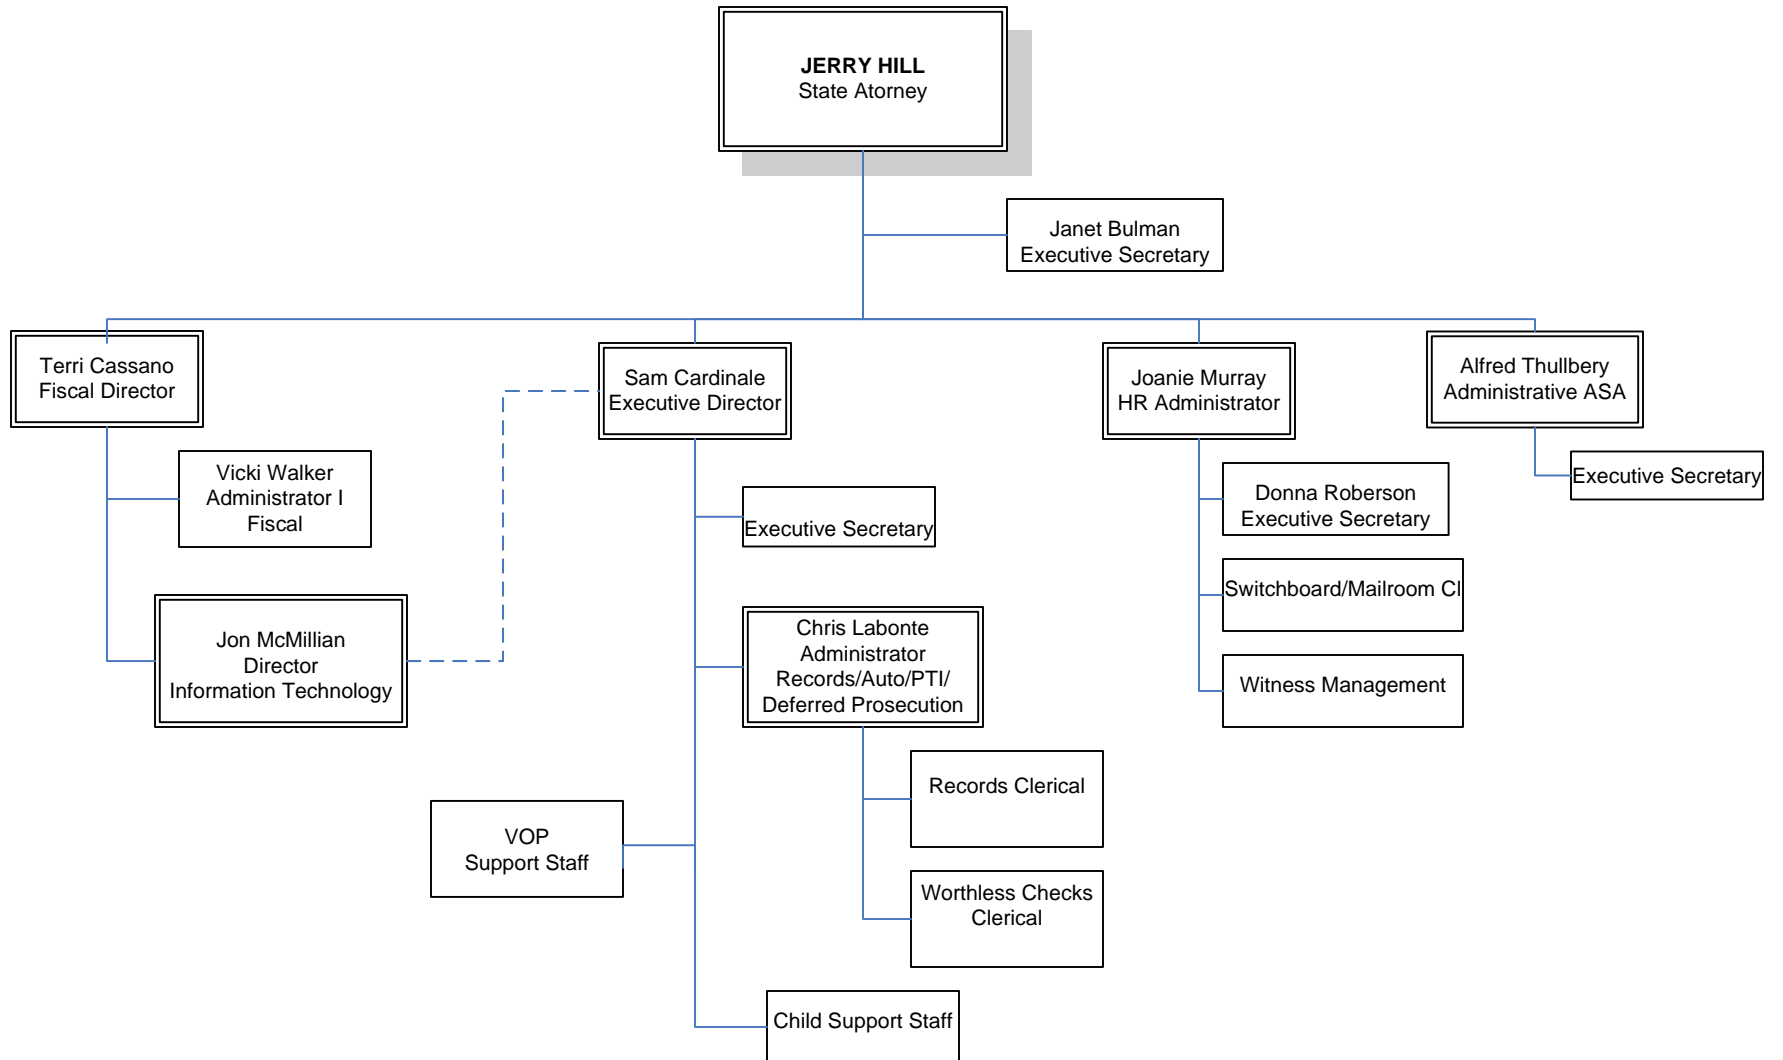 JERRY HILL
State Atorney
Janet Bulman
Executive Secretary
Terri Cassano
Fiscal Director
Sam Cardinale
Executive Director
Joanie Murray
HR Administrator
Alfred Thullbery
Administrative ASA
Vicki Walker
Administrator I
Fiscal
Executive Secretary
Donna Roberson
Executive Secretary
Executive Secretary
Switchboard/Mailroom Cl
Jon McMillian
Director
Information Technology
Chris Labonte
Administrator
Records/Auto/PTI/
Deferred Prosecution
Witness Management
Records Clerical
VOP
Support Staff
Worthless Checks
Clerical
Child Support Staff